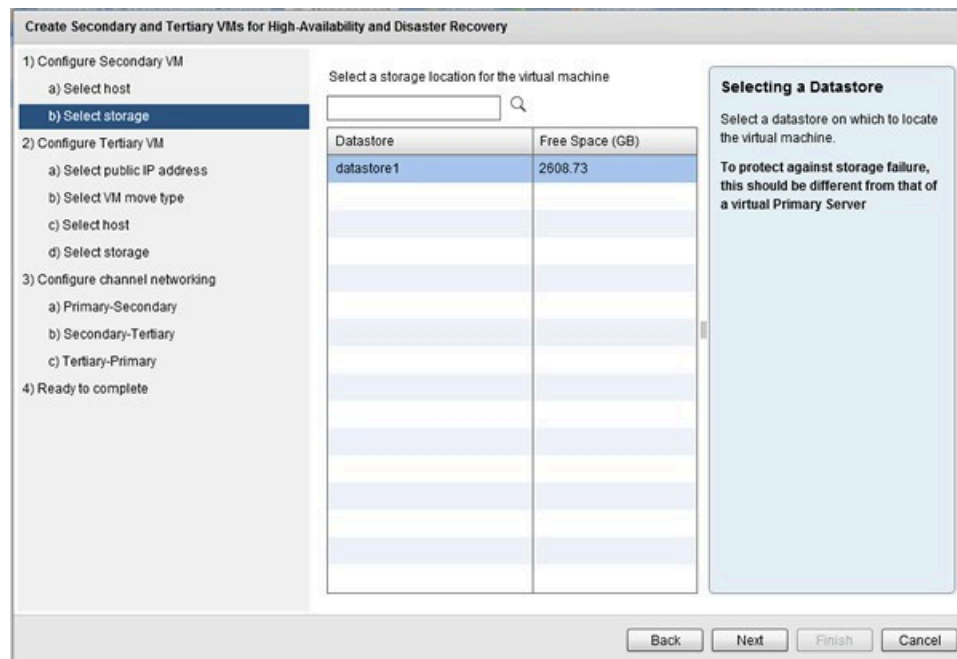 Create Secondary and Tertiary VMs for High-Availability and Disaster Recovery
1) Configure Secondary VM
a) Select host
b) Select storage
2) Configure Tertiary VM
a) Select public IP address
b) Select VM move type
c) Select host
d) Select storage
3) Configure channel networking
a) Primary-Secondary
b) Secondary-Tertiary
c) Tertiary-Primary
4) Ready to complete
Select a storage location for the virtual machine
Datastore Free Space (GB)
datastore1 2608.73
Selecting a Datastore
Select a datastore on which to locate
the virtual machine.
To protect against storage failure,
this should be different from that of
a virtual Primary Server
Back Next Finish Cancel